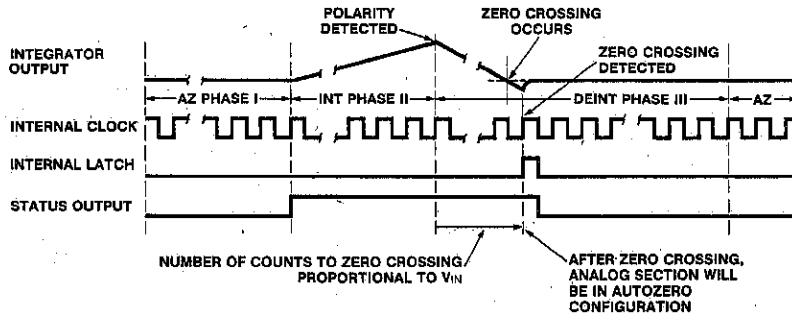 POLARITY
DETECTED
ZERO CROSSING
OCCURS
INTEGRATOR
OUTPUT
ZERO CROSSING
DETECTED
AZ PHASE I
INT PHASE II
DEINT PHASE III
AZ
INTERNAL CLOCK
INTERNAL LATCH
STATUS OUTPUT
NUMBER OF COUNTS TO ZERO CROSSING
PROPORTIONAL TO VIN
AFTER ZERO CROSSING,
ANALOG SECTION WILL
BE IN AUTOZERO
CONFIGURATION